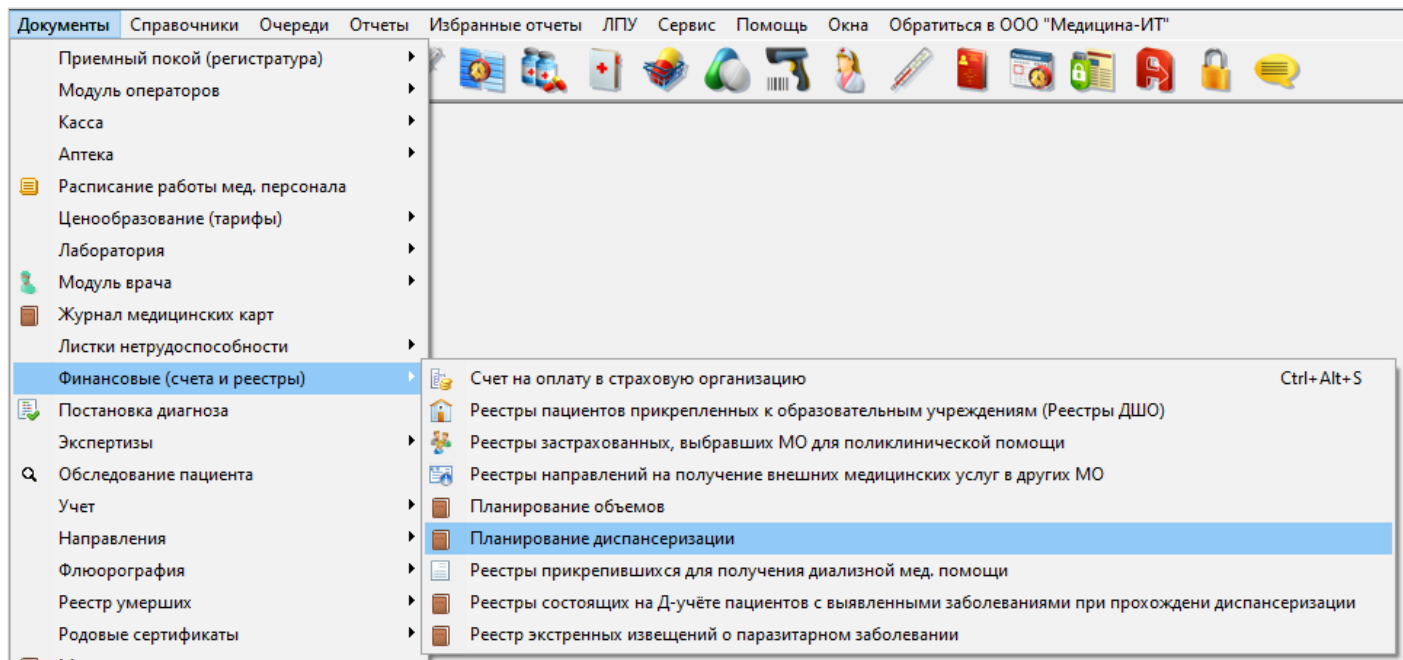 Документы Справочники Очереди Отчеты Избранные отчеты ЛПУ Сервис Помощь Окна Обратиться в ООО "Медицина-ИТ"
Приемный покой (регистратура)
Модуль операторов
Касса
Аптека
Расписание работы мед. персонала
Ценообразование (тарифы)
Лаборатория
Модуль врача
Журнал медицинских карт
Листки нетрудоспособности
Финансовые (счета и реестры)
Постановка диагноза
Экспертизы
Обследование пациента
Учет
Направления
Флюорография
Реестр умерших
Родовые сертификаты
Счет на оплату в страховую организацию Ctrl+Alt+S
Реестры пациентов прикрепленных к образовательным учреждениям (Реестры ДШО)
Реестры застрахованных, выбравших МО для поликлинической помощи
Реестры направлений на получение внешних медицинских услуг в других МО
Планирование объемов
Планирование диспансеризации
Реестры прикрепившихся для получения диализной мед. помощи
Реестры состоящих на Д-учёте пациентов с выявленными заболеваниями при прохождени диспансеризации
Реестр экстренных извещений о паразитарном заболевании